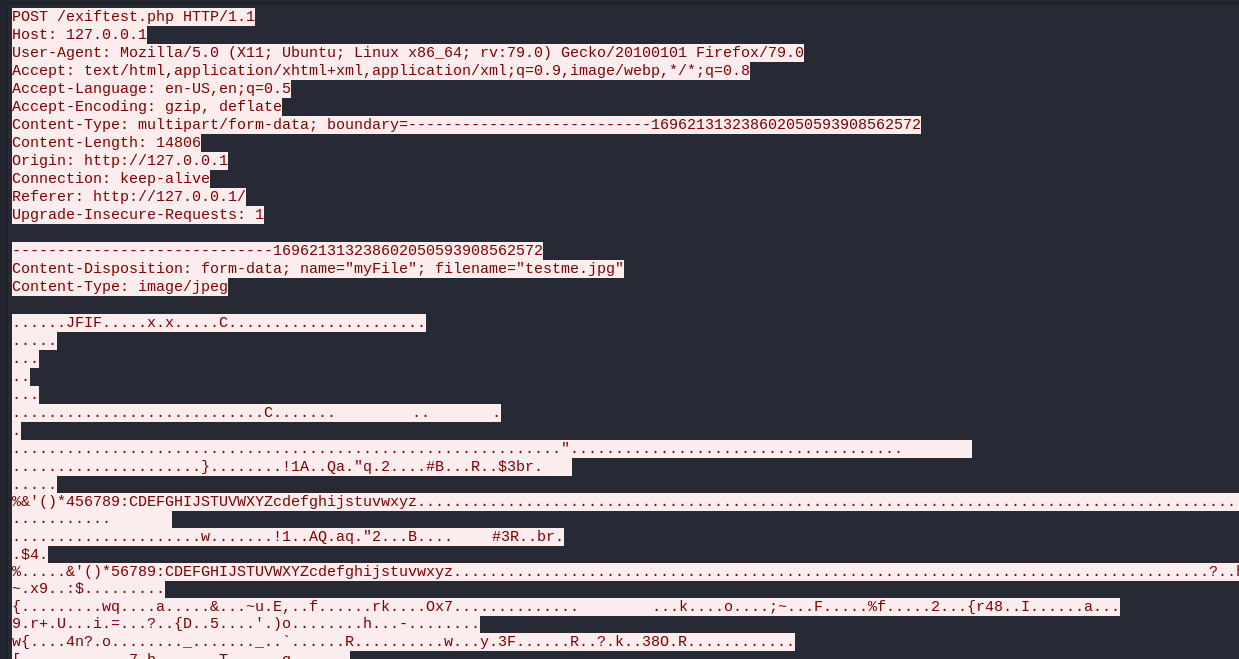 POST /exiftest.php HTTP/1.1
Host: 127.0.0.1
User-Agent: Mozilla/5.0 (X11; Ubuntu; Linux x86_64; rv:79.0) Gecko/20100101 Firefox/79.0
Accept: text/html,application/xhtml+xml,application/xml;q=0.9,image/webp,*/*;q=0.8
Accept-Language: en-US,en;q=0.5
Accept-Encoding: gzip, deflate
Content-Type: multipart/form-data; boundary=---------------------------169621313238602050593908562572
Content-Length: 14806
Origin: http://127.0.0.1
Connection: keep-alive
Referer: http://127.0.0.1/
Upgrade-Insecure-Requests: 1

-----------------------------169621313238602050593908562572
Content-Disposition: form-data; name="myFile"; filename="testme.jpg"
Content-Type: image/jpeg

......JFIF.....x.x.....C......................
.....
...
..
...
............................C.......         ..       .
.
.............................................................".....................................
.....................}........!1A..Qa."q.2....#B...R..$3br.
.....
%&'()*456789:CDEFGHIJSTUVWXYZcdefghijstuvwxyz...........................................................................................
...........
.....................w.......!1..AQ.aq."2...B....     #3R..br.
.$4.
%.....&'()*56789:CDEFGHIJSTUVWXYZcdefghijstuvwxyz....................................................................................?..
~.x9..:$.........
{.........wq....a.....&...~u.E,..f......rk....Ox7..............         ...k....o....;~...F.....%f.....2...{r48..I......a...
9.r+.U...i.=...?..{D..5....'.)o........h...-........
w{....4n?.o........_......._..`......R..........w...y.3F......R..?.k..38O.R............